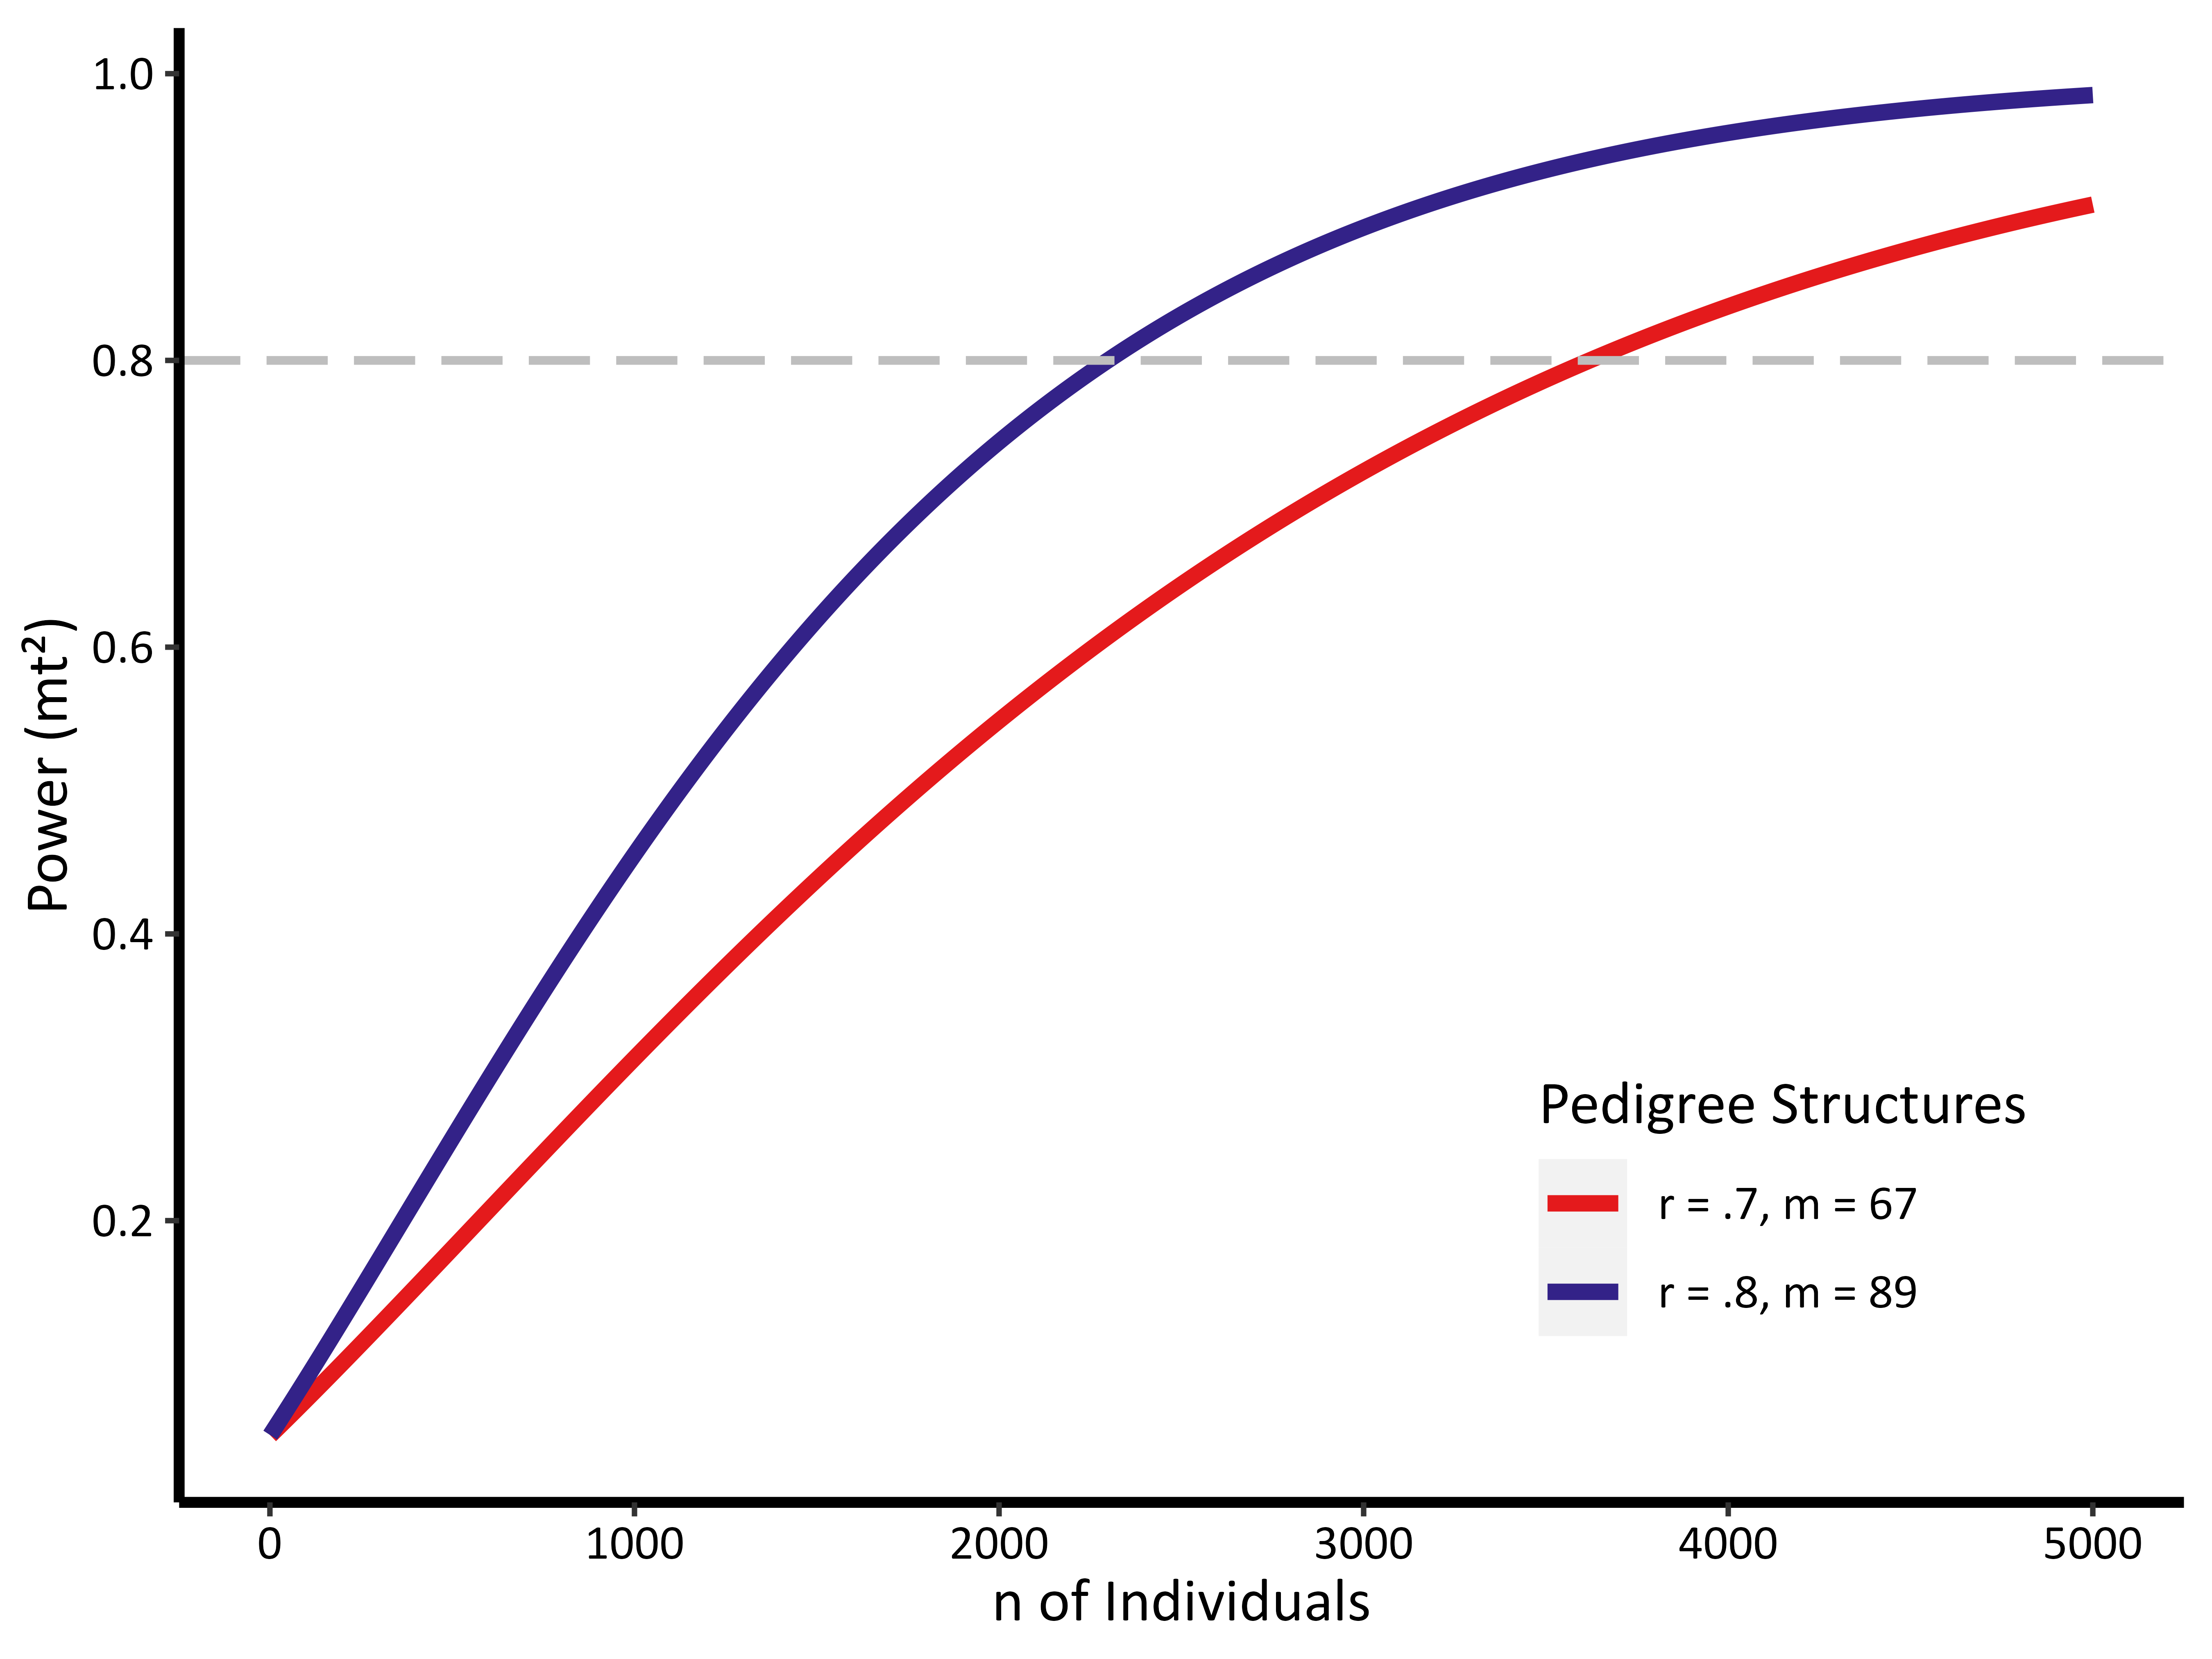 Power (mt²)
1.0
0.8
0.6
0.4
0.2
0 1000 2000 3000 4000 5000
n of Individuals
Pedigree Structures
r = .7, m = 67
r = .8, m = 89